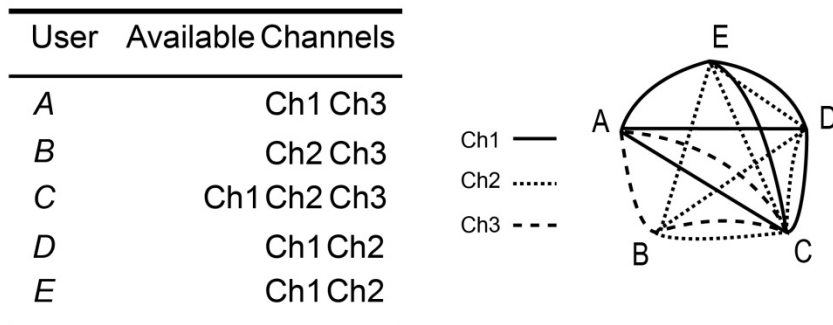 User Available Channels
A Ch1 Ch3
B Ch2 Ch3
C Ch1 Ch2 Ch3
D Ch1 Ch2
E Ch1 Ch2
Ch1
Ch2
Ch3
E
A
D
B
C